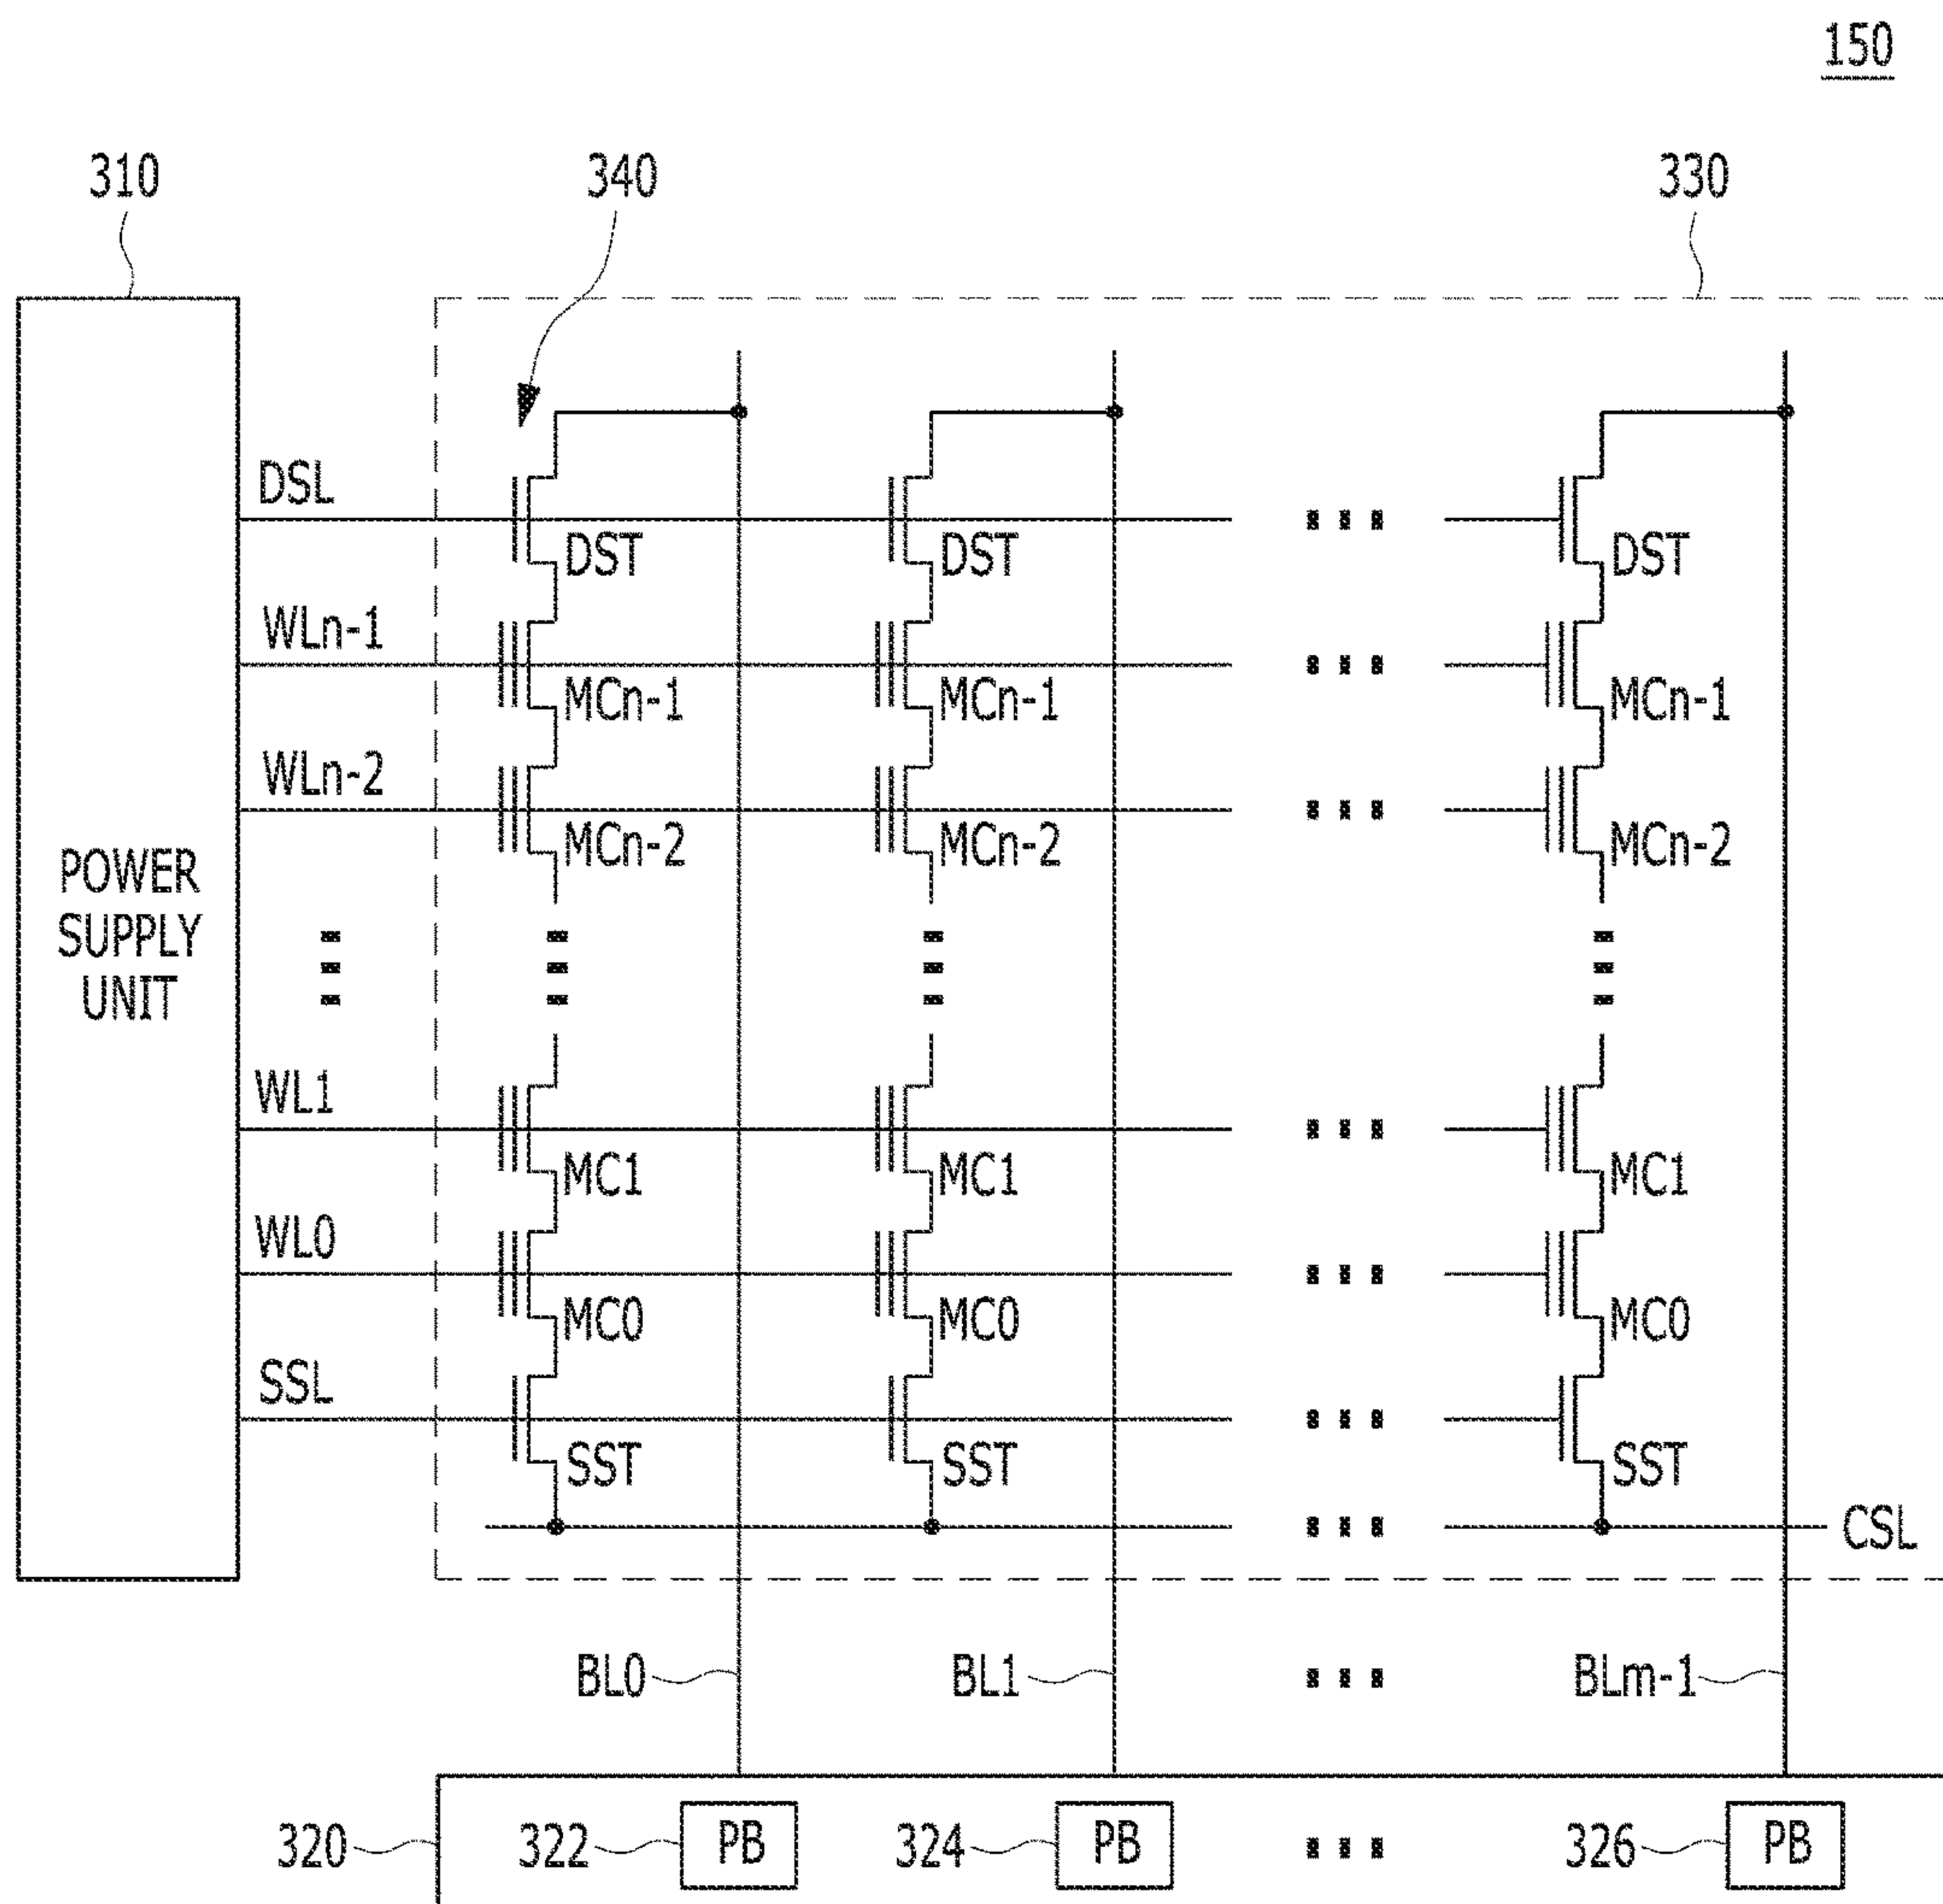 150
310
340
330
DSL
DST
DST
DST
WLn-1
MCn-1
MCn-1
MCn-1
WLn-2
MCn-2
MCn-2
MCn-2
POWER
SUPPLY
UNIT
WL1
MC1
MC1
MC1
WL0
MC0
MC0
MC0
SSL
SST
SST
SST
CSL
BL0
BL1
BLm-1
320
322
PB
324
PB
326
PB